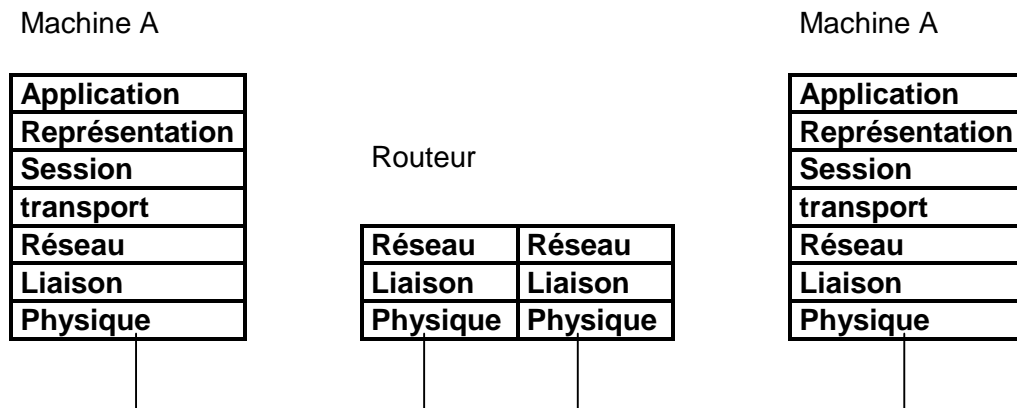 Machine A
Application
Représentation
Session
transport
Réseau
Liaison
Physique
Routeur
Réseau Réseau
Liaison Liaison
Physique Physique
Machine A
Application
Représentation
Session
transport
Réseau
Liaison
Physique